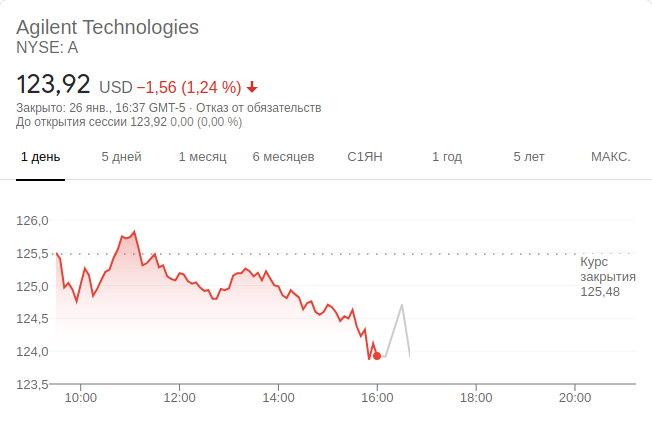 Agilent Technologies
NYSE: A
123,92 USD −1,56 (1,24 %)
Закрыто: 26 янв., 16:37 GMT-5 · Отказ от обязательств
До открытия сессии 123,92 0,00 (0,00 %)
1 день 5 дней 1 месяц 6 месяцев С1ЯН 1 год 5 лет МАКС.
126,0
125,5
Курс
закрытия
125,0
125,48
124,5
124,0
123,5
10:00 12:00 14:00 16:00 18:00 20:00